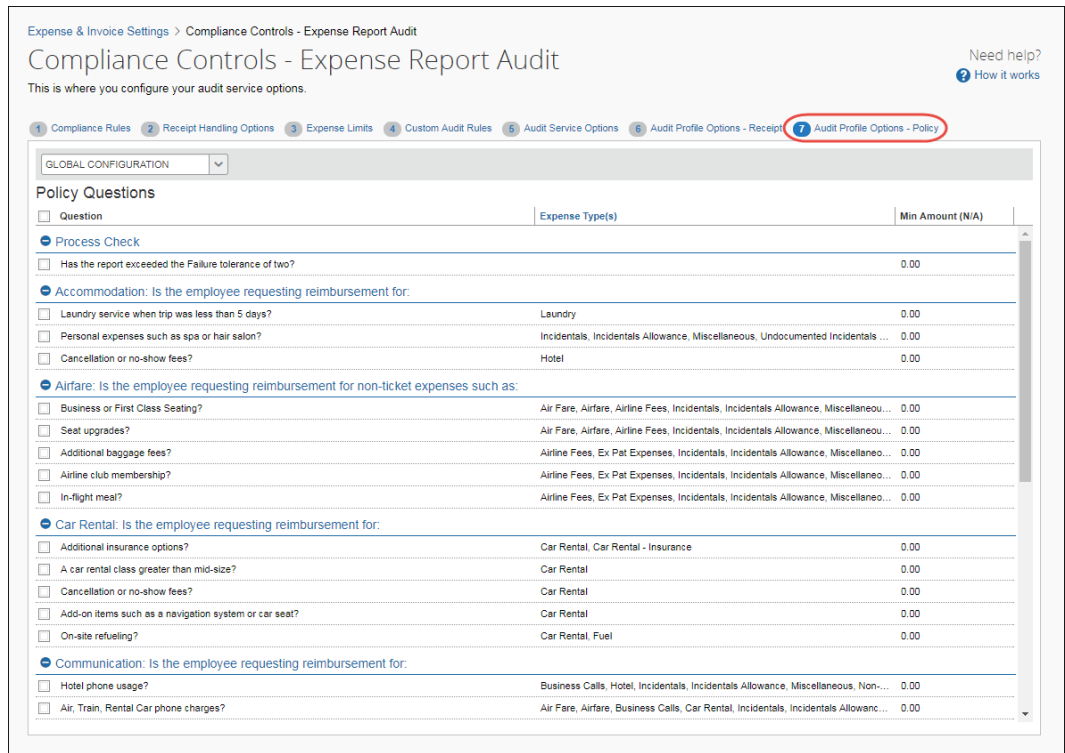 Expense & Invoice Settings > Compliance Controls - Expense Report Audit
Compliance Controls - Expense Report Audit
Need help?
? How it works
This is where you configure your audit service options.
1 Compliance Rules 2 Receipt Handling Options 3 Expense Limits 4 Custom Audit Rules 5 Audit Service Options 6 Audit Profile Options - Receipt 7 Audit Profile Options - Policy
GLOBAL CONFIGURATION
Policy Questions
Question Expense Type(s) Min Amount (N/A)
Process Check
Has the report exceeded the Failure tolerance of two? 0.00
Accommodation: Is the employee requesting reimbursement for:
Laundry service when trip was less than 5 days? Laundry 0.00
Personal expenses such as spa or hair salon? Incidentals, Incidentals Allowance, Miscellaneous, Undocumented Incidentals ... 0.00
Cancellation or no-show fees? Hotel 0.00
Airfare: Is the employee requesting reimbursement for non-ticket expenses such as:
Business or First Class Seating? Air Fare, Airfare, Airline Fees, Incidentals, Incidentals Allowance, Miscellaneou... 0.00
Seat upgrades? Air Fare, Airfare, Airline Fees, Incidentals, Incidentals Allowance, Miscellaneou... 0.00
Additional baggage fees? Airline Fees, Ex Pat Expenses, Incidentals, Incidentals Allowance, Miscellaneo... 0.00
Airline club membership? Airline Fees, Ex Pat Expenses, Incidentals, Incidentals Allowance, Miscellaneo... 0.00
In-flight meal? Airline Fees, Ex Pat Expenses, Incidentals, Incidentals Allowance, Miscellaneo... 0.00
Car Rental: Is the employee requesting reimbursement for:
Additional insurance options? Car Rental, Car Rental - Insurance 0.00
A car rental class greater than mid-size? Car Rental 0.00
Cancellation or no-show fees? Car Rental 0.00
Add-on items such as a navigation system or car seat? Car Rental 0.00
On-site refueling? Car Rental, Fuel 0.00
Communication: Is the employee requesting reimbursement for:
Hotel phone usage? Business Calls, Hotel, Incidentals, Incidentals Allowance, Miscellaneous, Non-... 0.00
Air, Train, Rental Car phone charges? Air Fare, Airfare, Business Calls, Car Rental, Incidentals, Incidentals Allowanc... 0.00